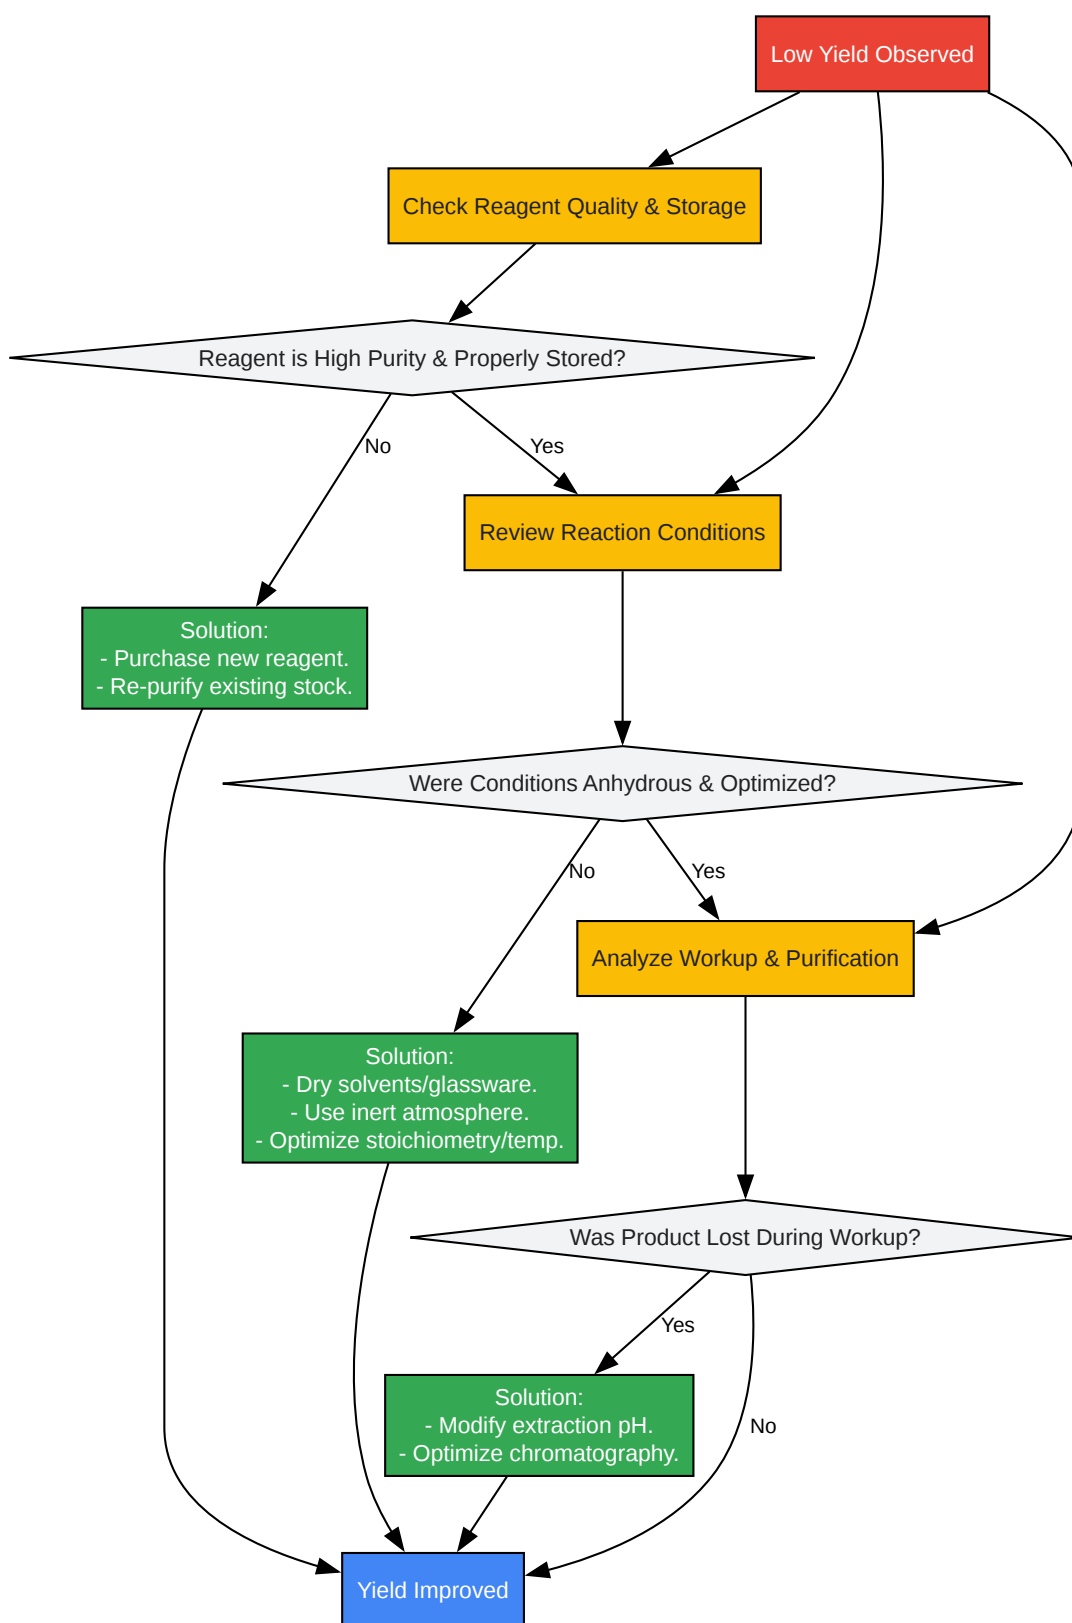 Low Yield Observed
Check Reagent Quality & Storage
Reagent is High Purity & Properly Stored?
No
Yes
Review Reaction Conditions
Solution:
- Purchase new reagent.
- Re-purify existing stock.
Were Conditions Anhydrous & Optimized?
No
Yes
Analyze Workup & Purification
Solution:
- Dry solvents/glassware.
- Use inert atmosphere.
- Optimize stoichiometry/temp.
Was Product Lost During Workup?
Yes
Solution:
- Modify extraction pH.
- Optimize chromatography.
No
Yield Improved